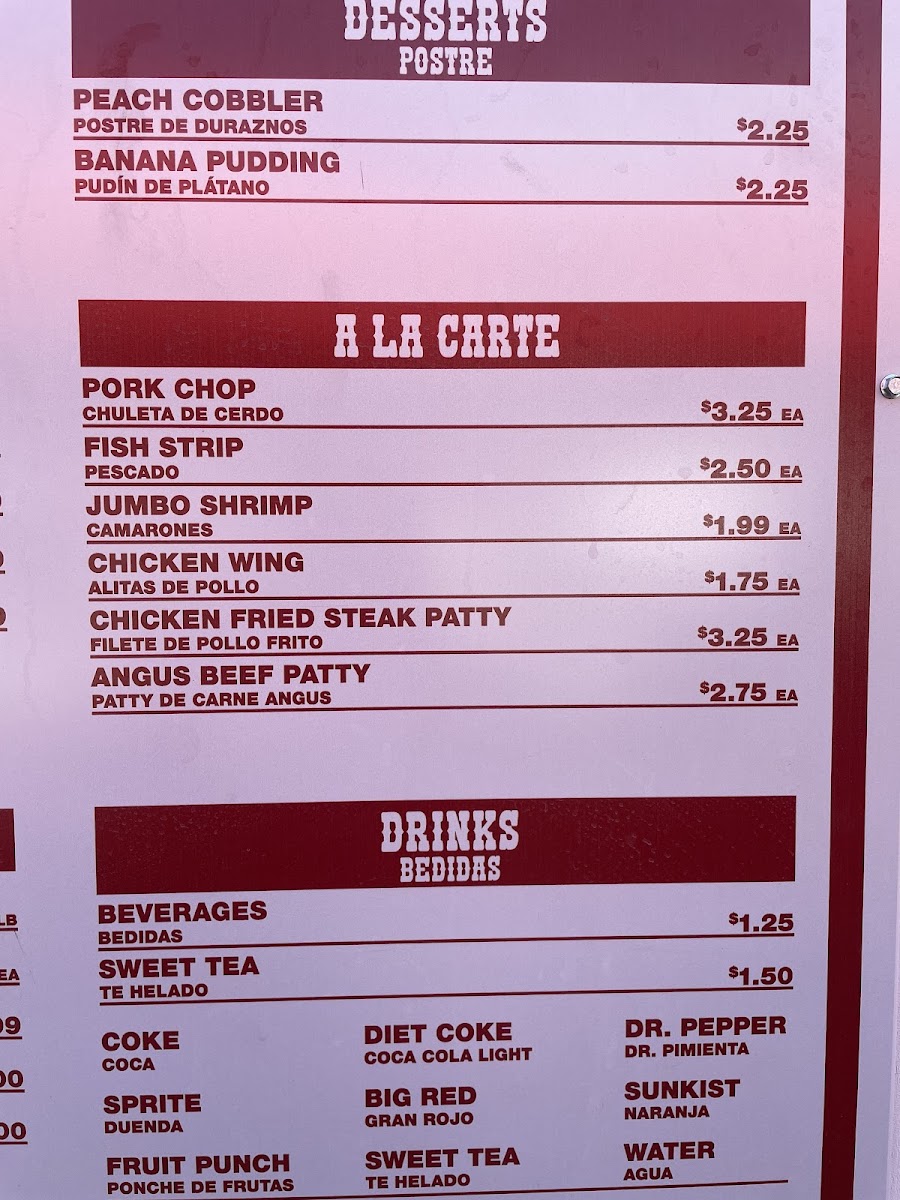 DESSERTS
POSTRE
PEACH COBBLER
POSTRE DE DURAZNOS $2.25
BANANA PUDDING
PUDÍN DE PLÁTANO $2.25
A LA CARTE
PORK CHOP
CHULETA DE CERDO $3.25 EA
FISH STRIP
PESCADO $2.50 EA
JUMBO SHRIMP
CAMARONES $1.99 EA
CHICKEN WING
ALITAS DE POLLO $1.75 EA
CHICKEN FRIED STEAK PATTY
FILETE DE POLLO FRITO $3.25 EA
ANGUS BEEF PATTY
PATTY DE CARNE ANGUS $2.75 EA
DRINKS
BEDIDAS
BEVERAGES
BEDIDAS $1.25
SWEET TEA
TE HELADO $1.50
COKE DIET COKE DR. PEPPER
COCA COCA COLA LIGHT DR. PIMIENTA
SPRITE BIG RED SUNKIST
DUENDA GRAN ROJO NARANJA
FRUIT PUNCH SWEET TEA WATER
PONCHE DE FRUTAS TE HELADO AGUA
LB
EA